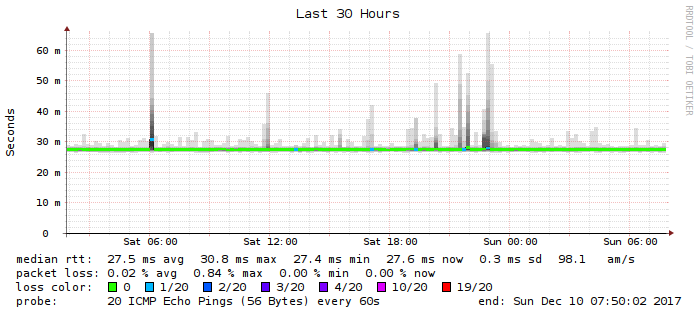 Last 30 Hours
RRDTOOL / TOBI OETIKER
Seconds
60 m
50 m
40 m
30 m
20 m
10 m
0
Sat 06:00 Sat 12:00 Sat 18:00 Sun 00:00 Sun 06:00
median rtt: 27.5 ms avg 30.8 ms max 27.4 ms min 27.6 ms now 0.3 ms sd 98.1 am/s
packet loss: 0.02 % avg 0.84 % max 0.00 % min 0.00 % now
loss color: 0 1/20 2/20 3/20 4/20 10/20 19/20
probe: 20 ICMP Echo Pings (56 Bytes) every 60s end: Sun Dec 10 07:50:02 2017